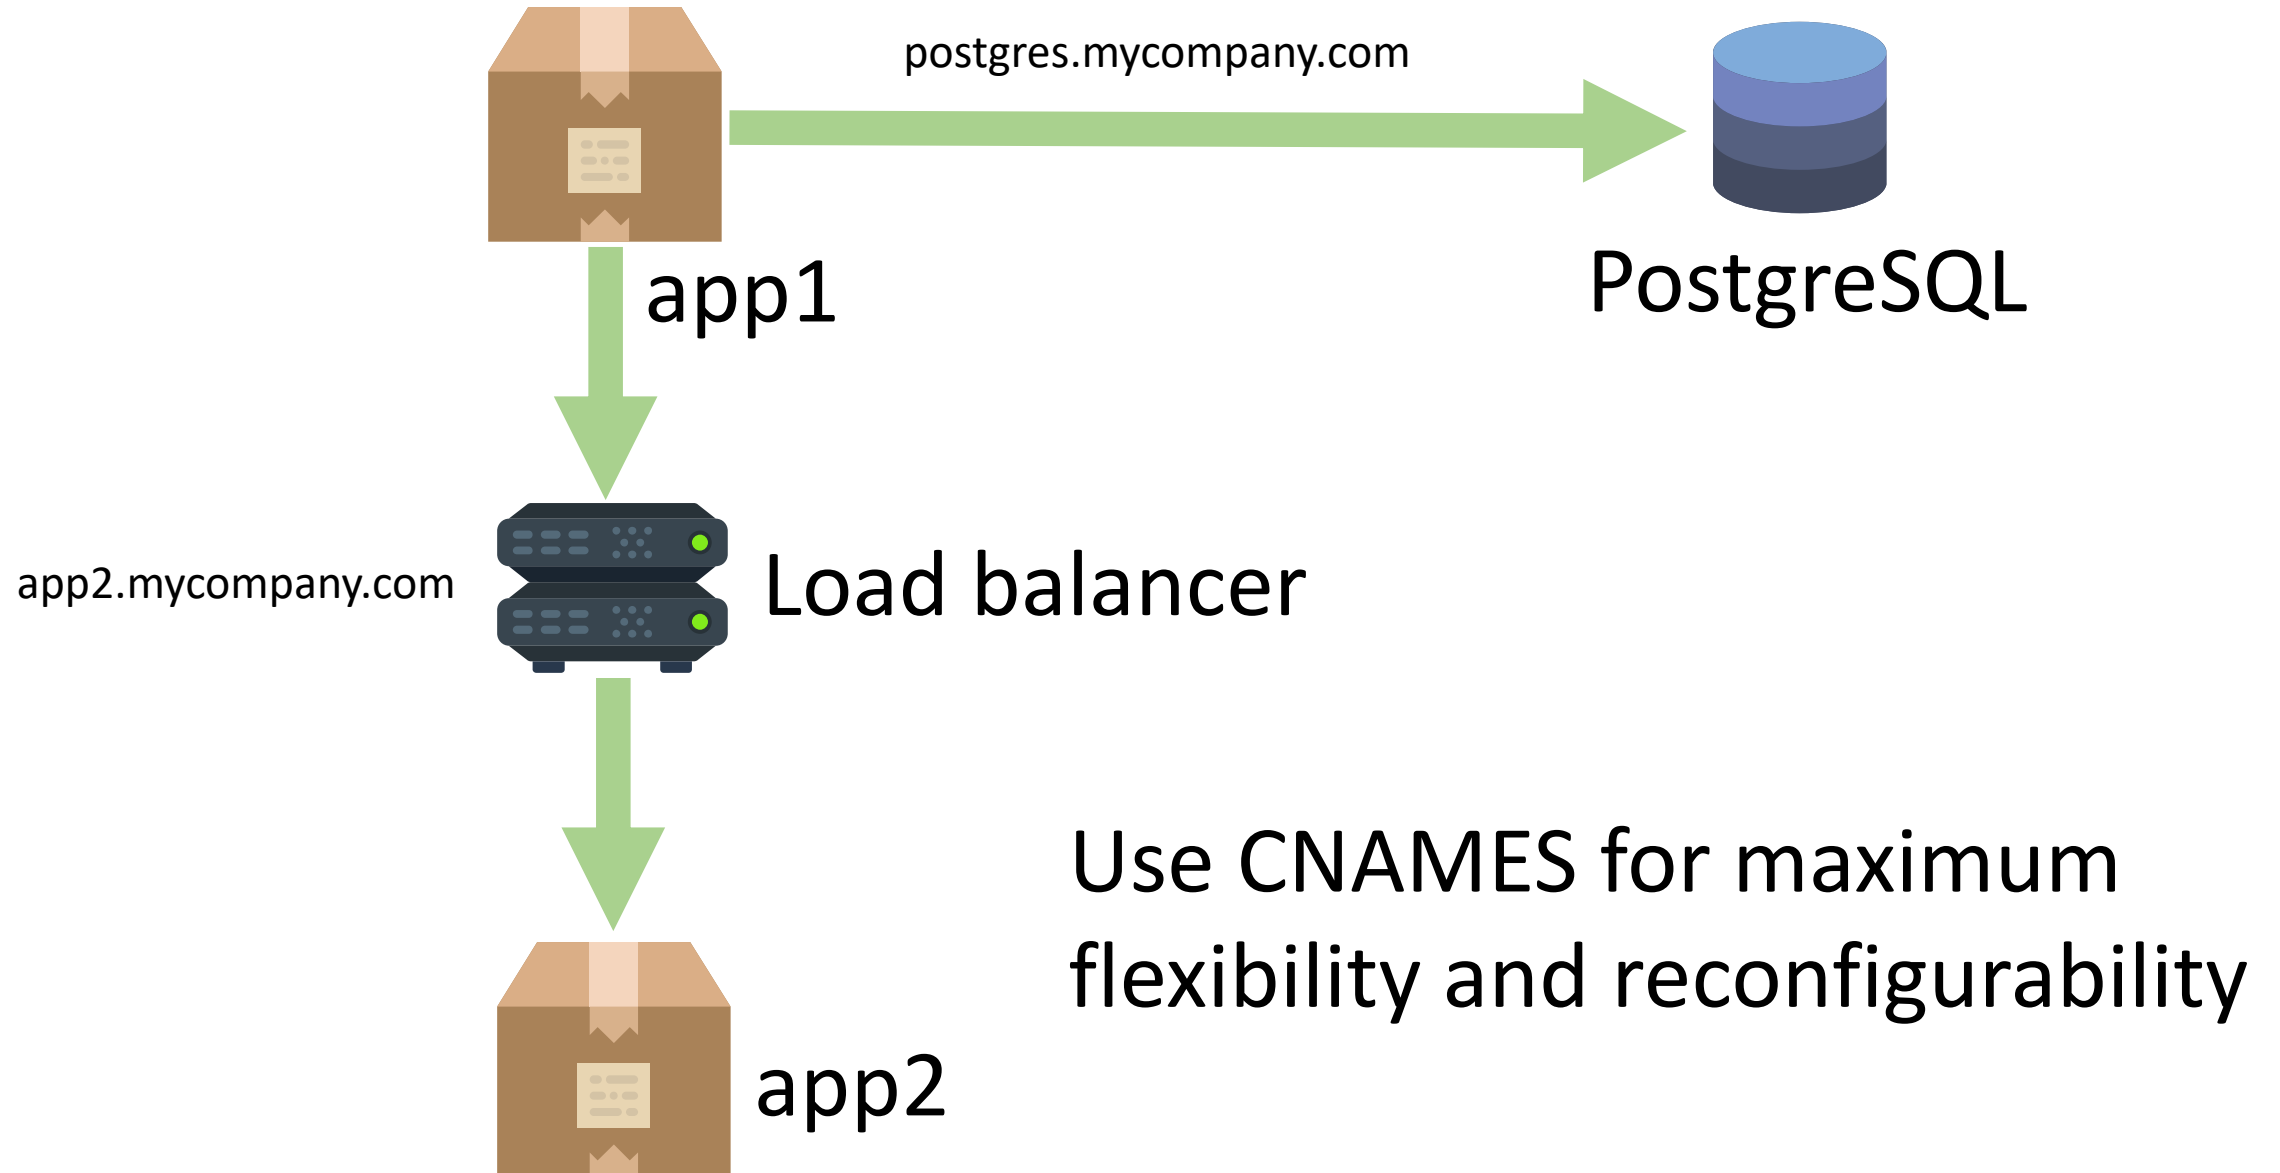 postgres.mycompany.com
app1
PostgreSQL
app2.mycompany.com
Load balancer
Use CNAMES for maximum
flexibility and reconfigurability
app2